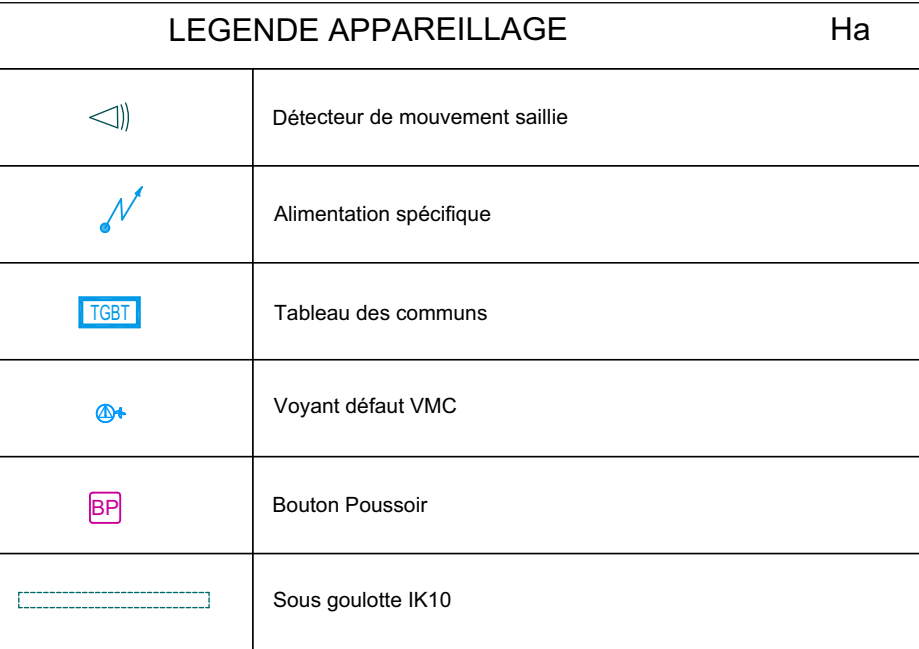 LEGENDE APPAREILLAGE Ha
Détecteur de mouvement saillie
Alimentation spécifique
TGBT Tableau des communs
Voyant défaut VMC
BP Bouton Poussoir
Sous goulotte IK10